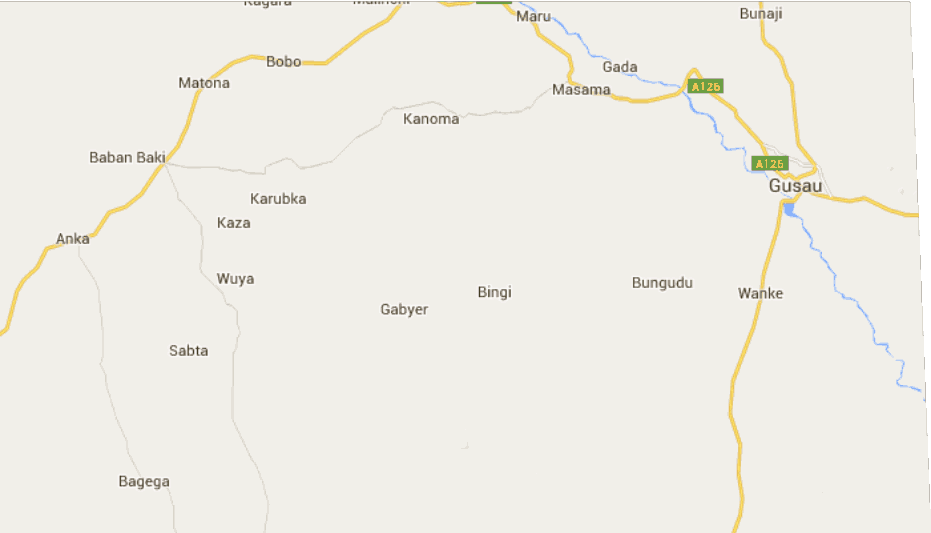 Maru
Bunaji
Bobo
Gada
Matona
Masama
A126
Kanoma
Baban Baki
A126
Gusau
Karubka
Kaza
Anka
Wuya
Bungudu
Bingi
Wanke
Gabyer
Sabta
Bagega